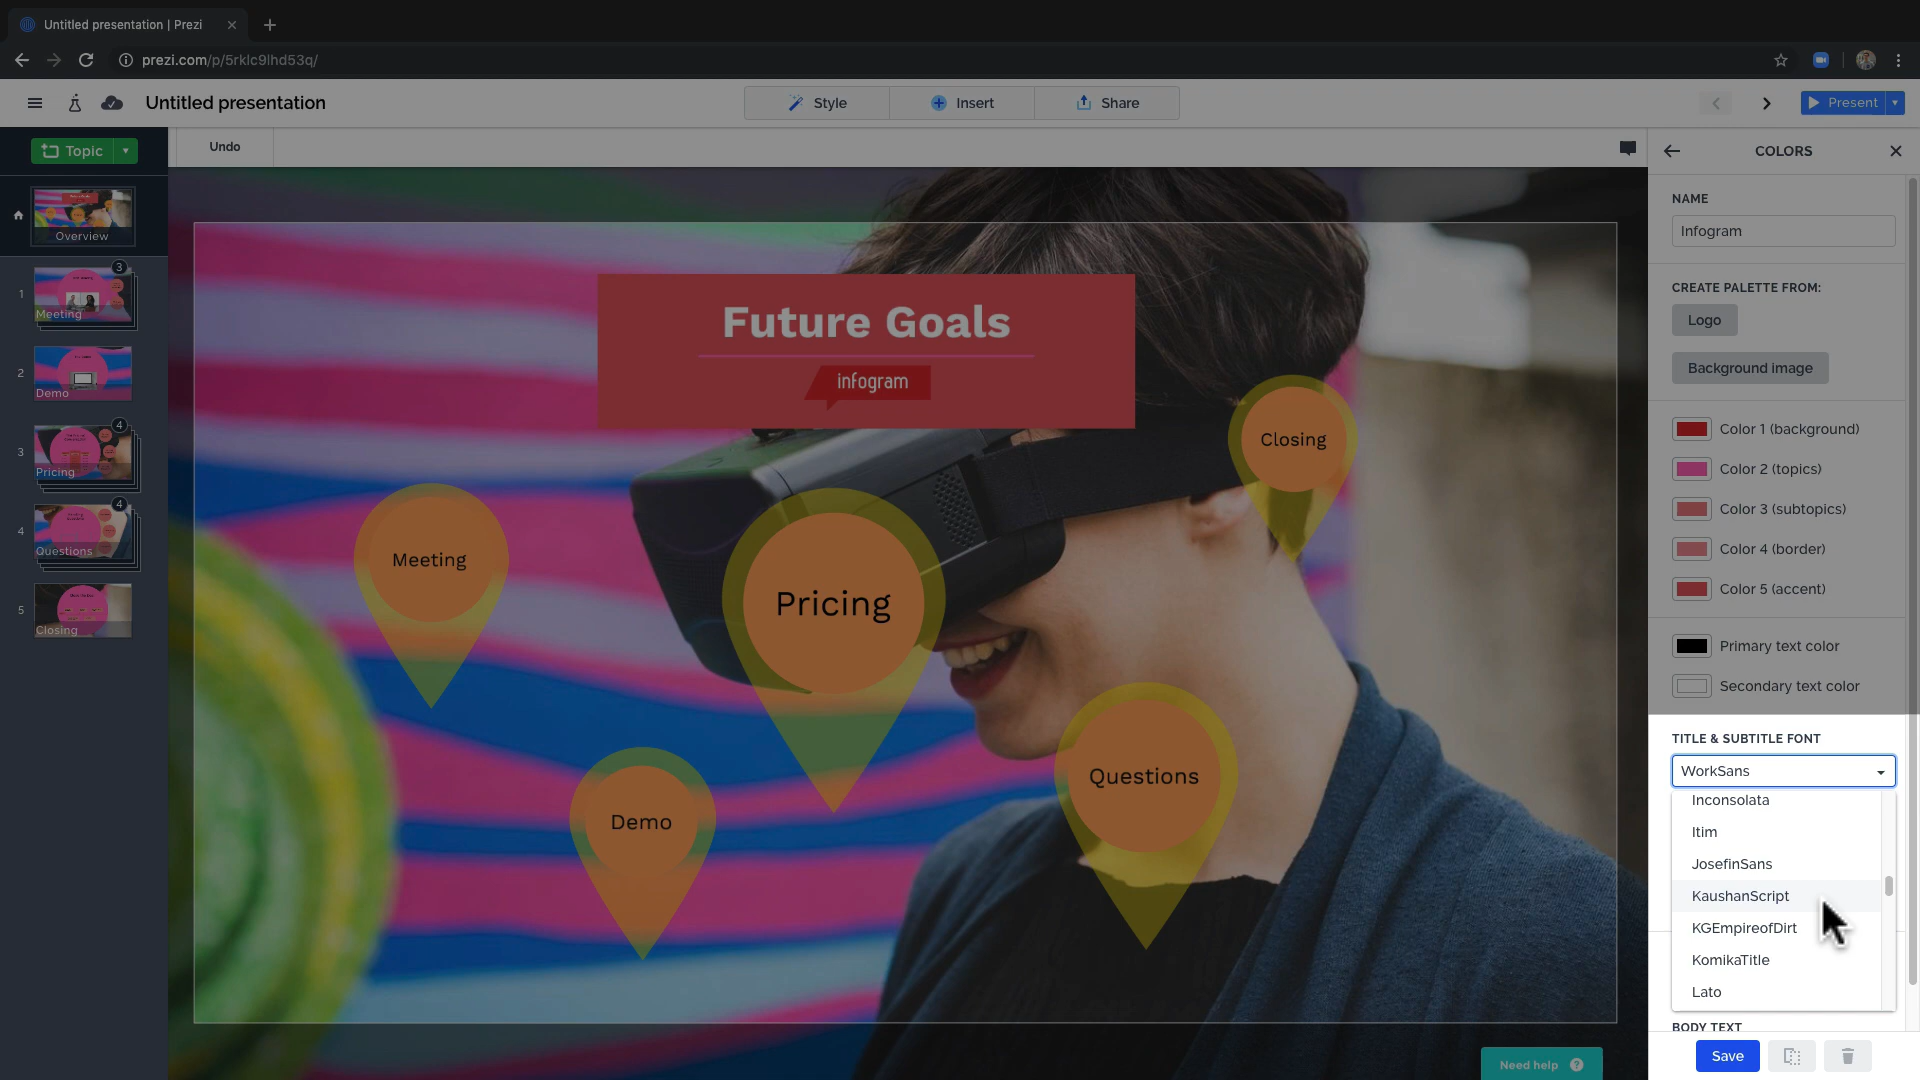 Untitled presentation | Prezi
prezi.com/p/5rklc9lhd53q/
Untitled presentation
Style
Insert
Share
Present
Topic
Undo
COLORS
Overview
1
3
Meeting
2
Demo
3
4
Pricing
4
4
Questions
5
Closing
Future Goals
infogram
Closing
Meeting
Pricing
Questions
Demo
Need help ?
NAME
Infogram
CREATE PALETTE FROM:
Logo
Background image
Color 1 (background)
Color 2 (topics)
Color 3 (subtopics)
Color 4 (border)
Color 5 (accent)
Primary text color
Secondary text color
TITLE & SUBTITLE FONT
WorkSans
Inconsolata
Itim
JosefinSans
KaushanScript
KGEmpireofDirt
KomikaTitle
Lato
BODY TEXT
Save